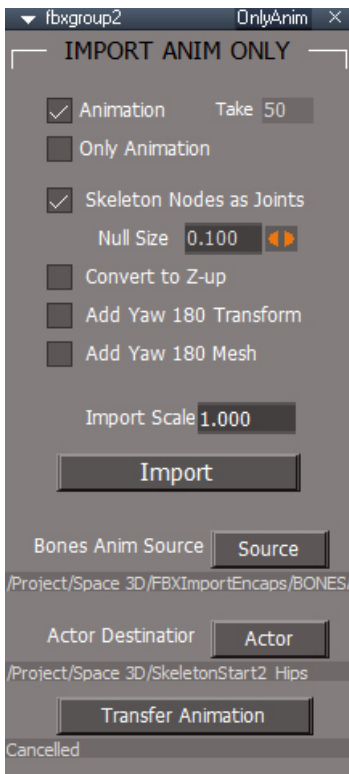 fbxgroup2 OnlyAnim ×
IMPORT ANIM ONLY
Animation Take 50
Only Animation
Skeleton Nodes as Joints
Null Size 0.100
Convert to Z-up
Add Yaw 180 Transform
Add Yaw 180 Mesh
Import Scale 1.000
Import
Bones Anim Source Source
/Project/Space 3D/FBXImportEncaps/BONES/
Actor Destinatior Actor
/Project/Space 3D/SkeletonStart2 Hips
Transfer Animation
Cancelled